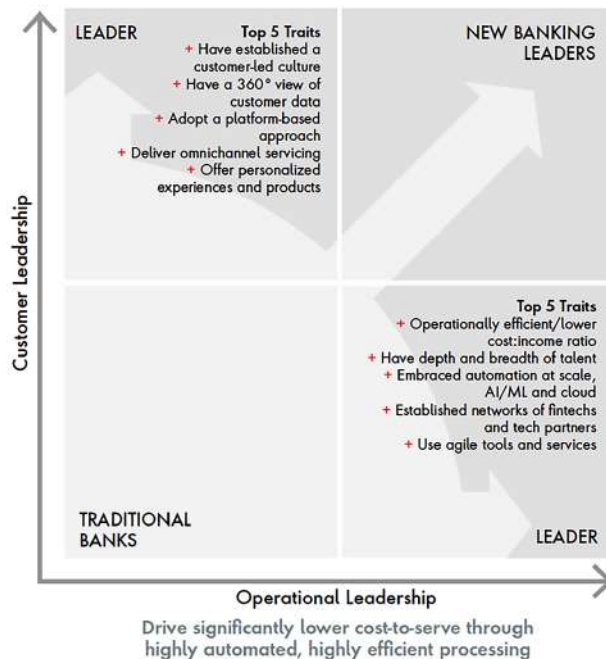 LEADER
Top 5 Traits
+ Have established a
customer-led culture
+ Have a 360° view of
customer data
+ Adopt a platform-based
approach
+ Deliver omnichannel servicing
+ Offer personalized
experiences and products
NEW BANKING
LEADERS
Customer Leadership
Top 5 Traits
+ Operationally efficient/lower
cost:income ratio
+ Have depth and breadth of talent
+ Embraced automation at scale,
AI/ML and cloud
+ Established networks of fintechs
and tech partners
+ Use agile tools and services
TRADITIONAL
BANKS
LEADER
Operational Leadership
Drive significantly lower cost-to-serve through
highly automated, highly efficient processing